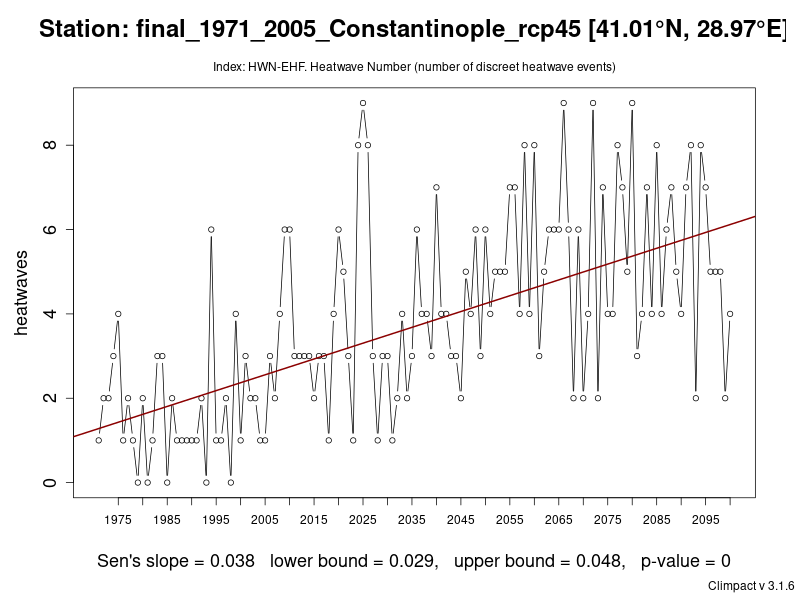 Station: final_1971_2005_Constantinople_rcp45 [41.01°N, 28.97°E]
Index: HWN-EHF. Heatwave Number (number of discreet heatwave events)
heatwaves
8
6
4
2
0
1975 1985 1995 2005 2015 2025 2035 2045 2055 2065 2075 2085 2095
Sen's slope = 0.038 lower bound = 0.029, upper bound = 0.048, p-value = 0
Climpact v 3.1.6